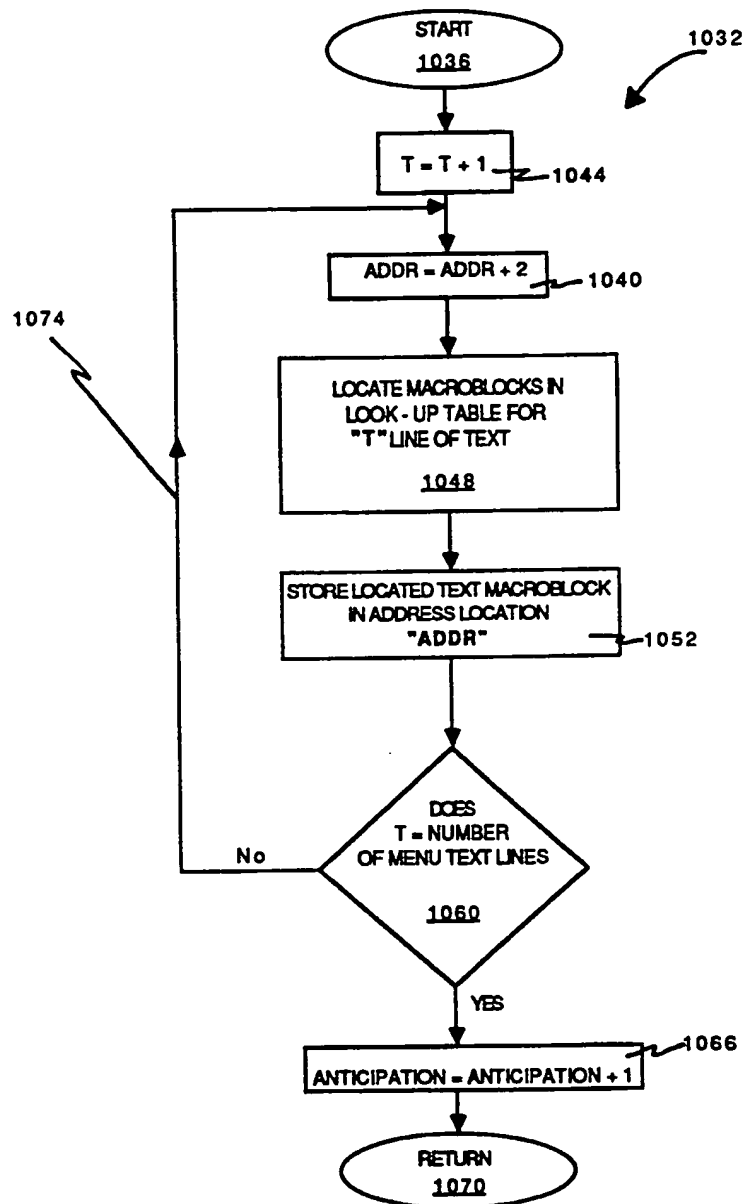 START
1036
1032
T = T + 1
1044
ADDR = ADDR + 2
1040
1074
LOCATE MACROBLOCKS IN
LOOK - UP TABLE FOR
"T" LINE OF TEXT
1048
STORE LOCATED TEXT MACROBLOCK
IN ADDRESS LOCATION
"ADDR"
1052
DOES
T = NUMBER
OF MENU TEXT LINES
1060
No
YES
1066
ANTICIPATION = ANTICIPATION + 1
RETURN
1070